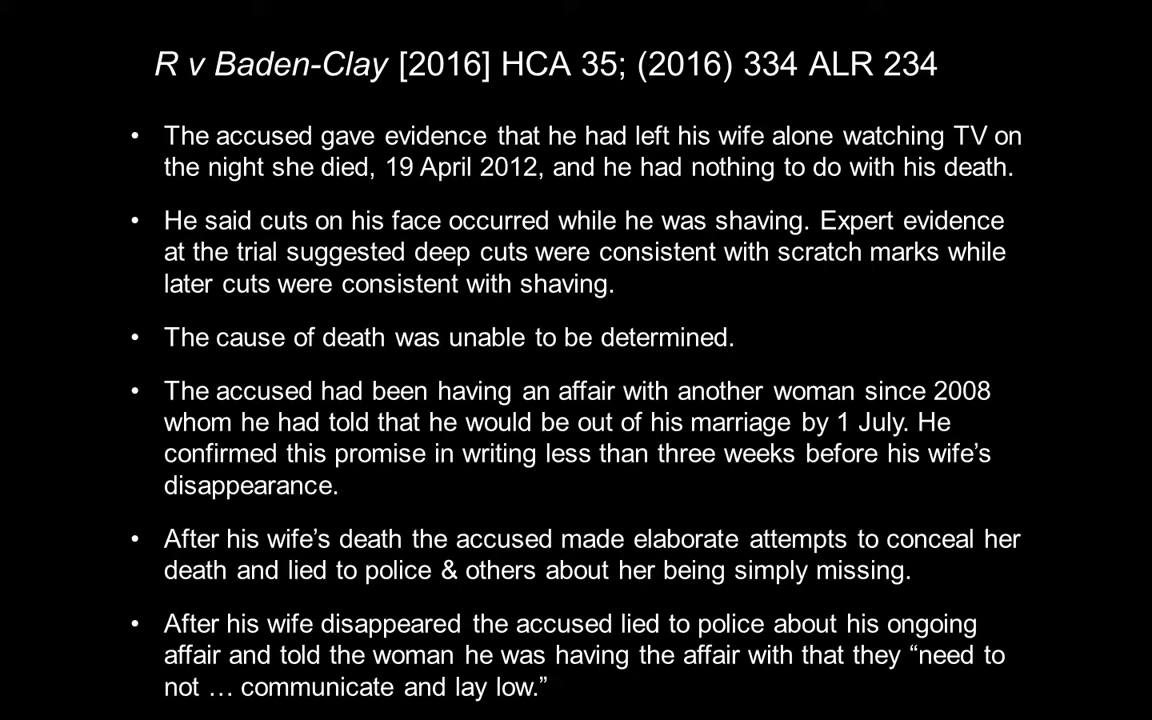 R v Baden-Clay [2016] HCA 35; (2016) 334 ALR 234
• The accused gave evidence that he had left his wife alone watching TV on
the night she died, 19 April 2012, and he had nothing to do with his death.
• He said cuts on his face occurred while he was shaving. Expert evidence
at the trial suggested deep cuts were consistent with scratch marks while
later cuts were consistent with shaving.
• The cause of death was unable to be determined.
• The accused had been having an affair with another woman since 2008
whom he had told that he would be out of his marriage by 1 July. He
confirmed this promise in writing less than three weeks before his wife’s
disappearance.
• After his wife’s death the accused made elaborate attempts to conceal her
death and lied to police & others about her being simply missing.
• After his wife disappeared the accused lied to police about his ongoing
affair and told the woman he was having the affair with that they “need to
not … communicate and lay low.”